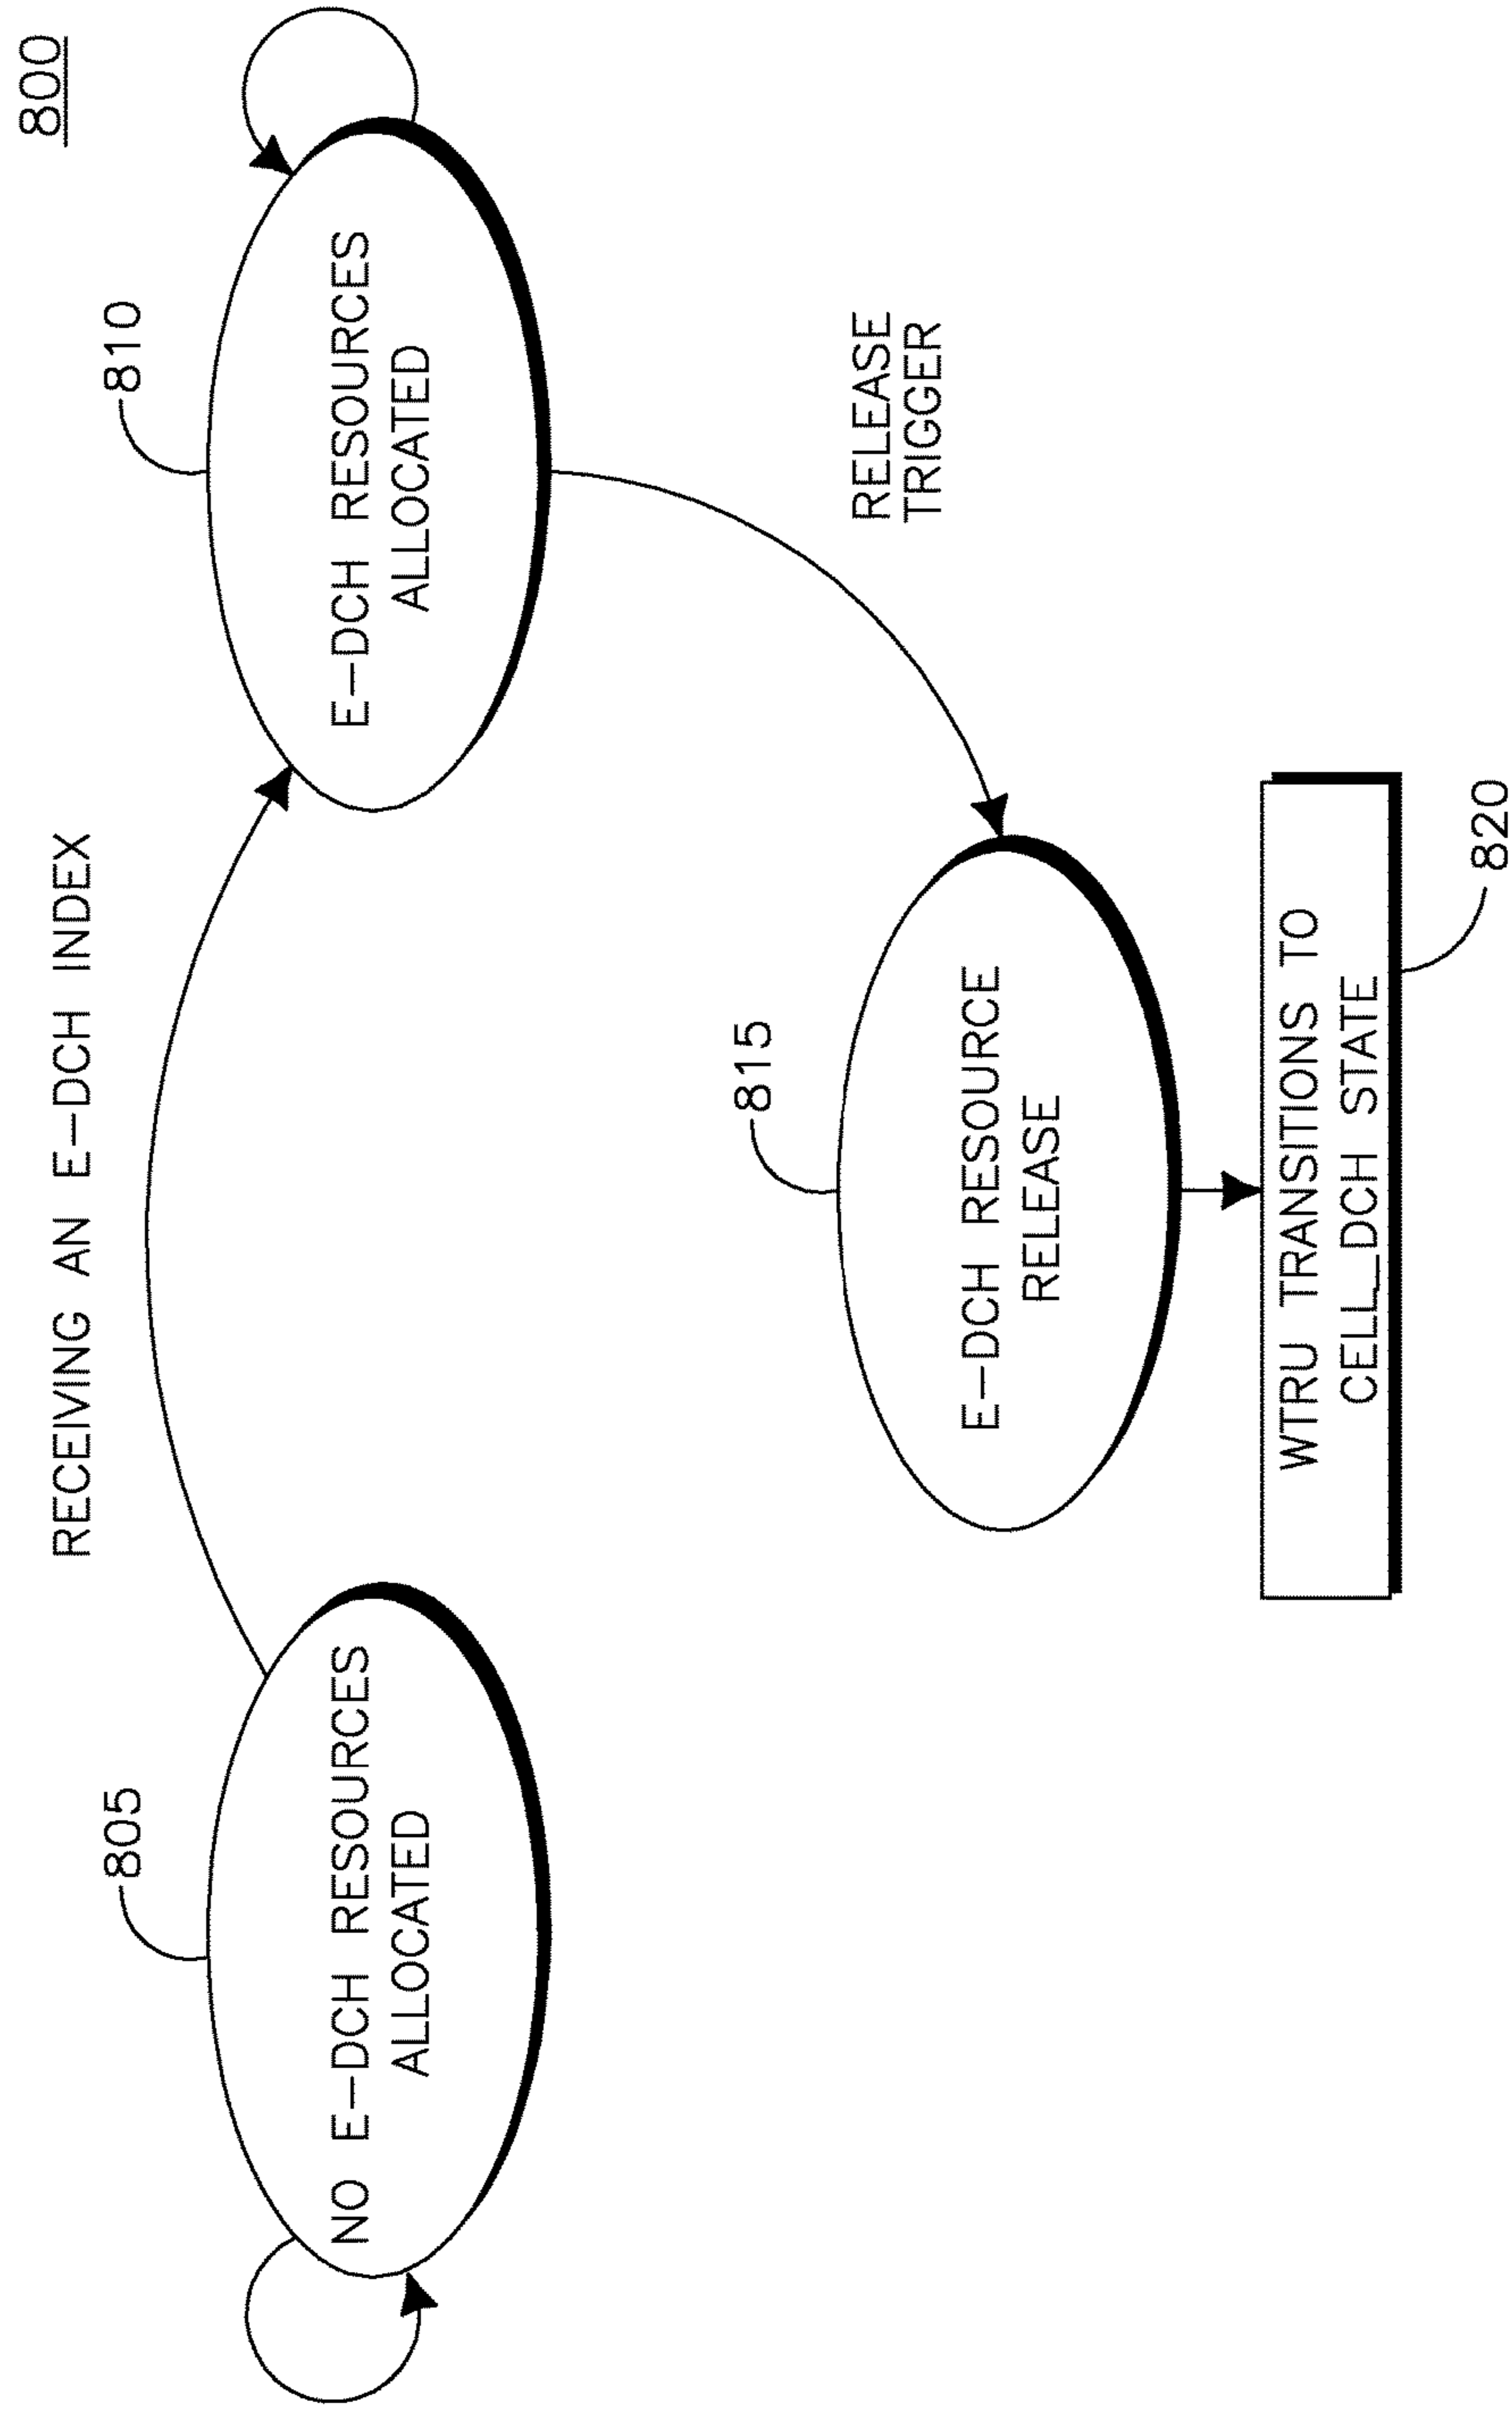 800
RECEIVING AN E-DCH INDEX
805
NO E-DCH RESOURCES
ALLOCATED
810
E-DCH RESOURCES
ALLOCATED
RELEASE
TRIGGER
815
E-DCH RESOURCE
RELEASE
WTRU TRANSITIONS TO
CELL_DCH STATE
820